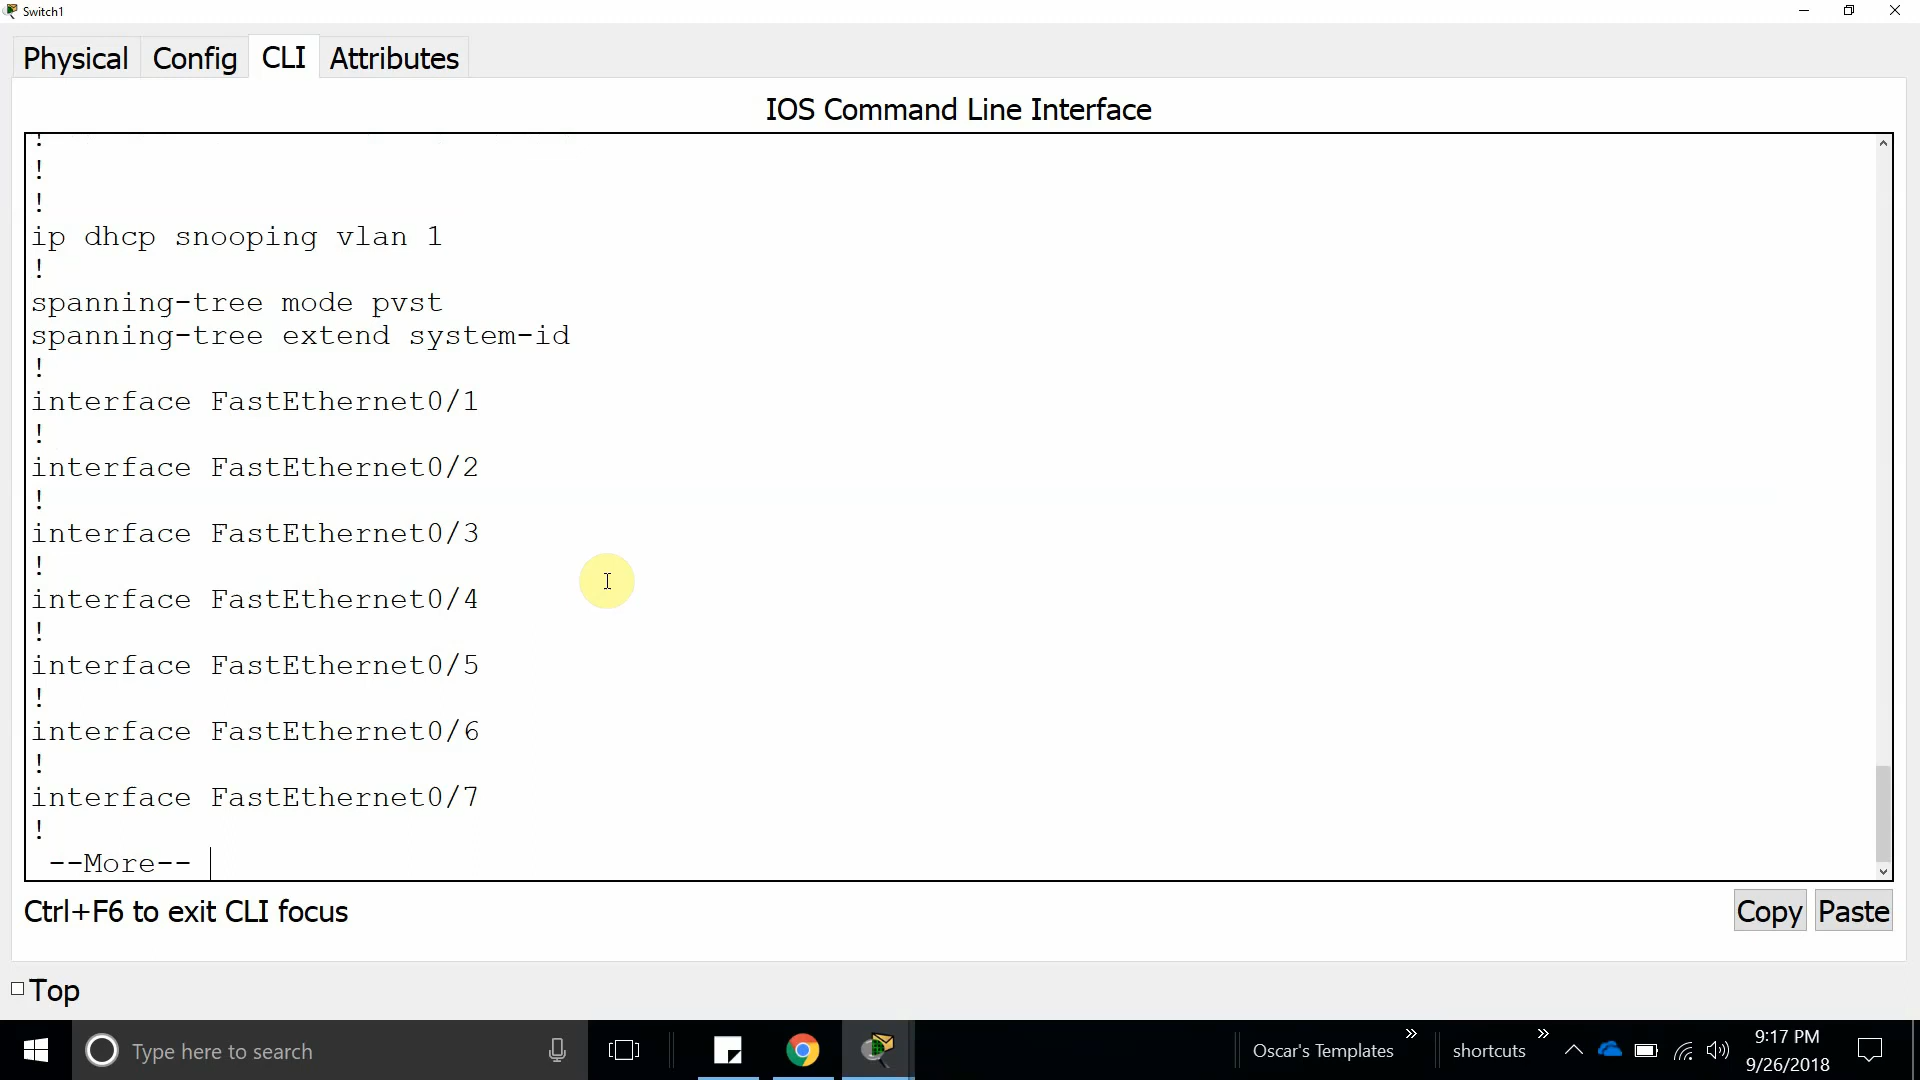 Switch1
Physical Config CLI Attributes
IOS Command Line Interface
!
!
!
ip dhcp snooping vlan 1
!
spanning-tree mode pvst
spanning-tree extend system-id
!
interface FastEthernet0/1
!
interface FastEthernet0/2
!
interface FastEthernet0/3
!
interface FastEthernet0/4
!
interface FastEthernet0/5
!
interface FastEthernet0/6
!
interface FastEthernet0/7
!
--More--
Ctrl+F6 to exit CLI focus
Copy Paste
Top
Type here to search
Oscar's Templates » shortcuts »
9:17 PM
9/26/2018